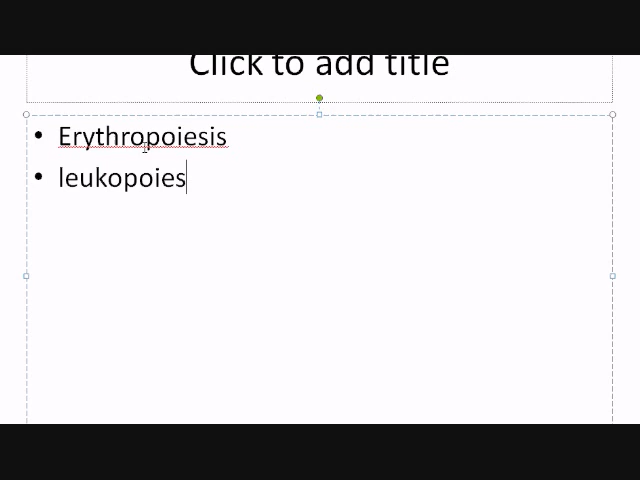 Click to add title
• Erythropoiesis
• leukopoies